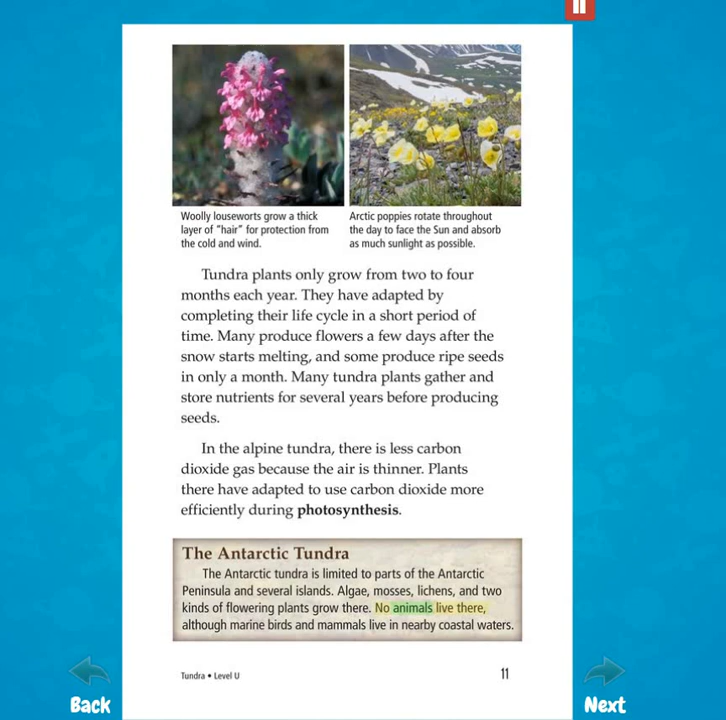 Woolly louseworts grow a thick
layer of “hair” for protection from
the cold and wind.
Arctic poppies rotate throughout
the day to face the Sun and absorb
as much sunlight as possible.
Tundra plants only grow from two to four
months each year. They have adapted by
completing their life cycle in a short period of
time. Many produce flowers a few days after the
snow starts melting, and some produce ripe seeds
in only a month. Many tundra plants gather and
store nutrients for several years before producing
seeds.
In the alpine tundra, there is less carbon
dioxide gas because the air is thinner. Plants
there have adapted to use carbon dioxide more
efficiently during photosynthesis.
The Antarctic Tundra
The Antarctic tundra is limited to parts of the Antarctic
Peninsula and several islands. Algae, mosses, lichens, and two
kinds of flowering plants grow there. No animals live there,
although marine birds and mammals live in nearby coastal waters.
Tundra • Level U
11
Back
Next